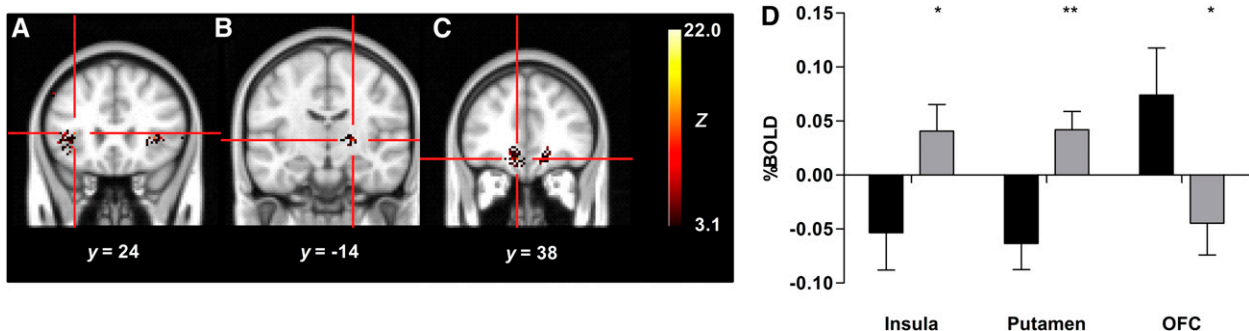 A
B
C
22.0
Z
3.1
y = 24
y = -14
y = 38
D
* ** *
0.15
0.10
0.05
0.00
-0.05
-0.10
%BOLD
Insula Putamen OFC